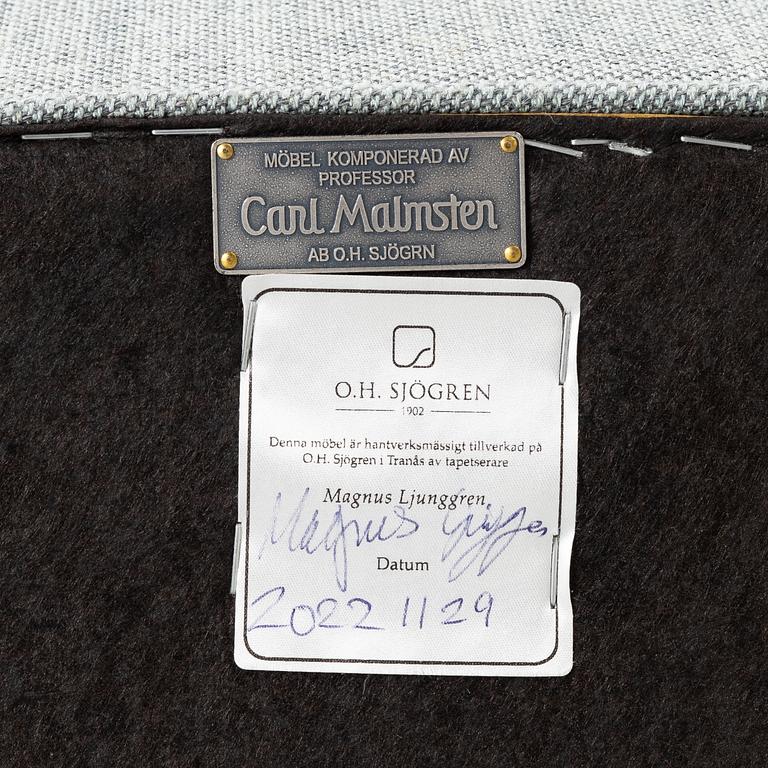 MÖBEL KOMPONERAD AV
PROFESSOR
Carl Malmsten
AB O.H. SJÖGRN
O.H. SJÖGREN
1902
Denna möbel är hantverksmässigt tillverkad på
O.H. Sjögren i Tranås av tapetserare
Magnus Ljunggren
Magnus
Datum
2022 11 29